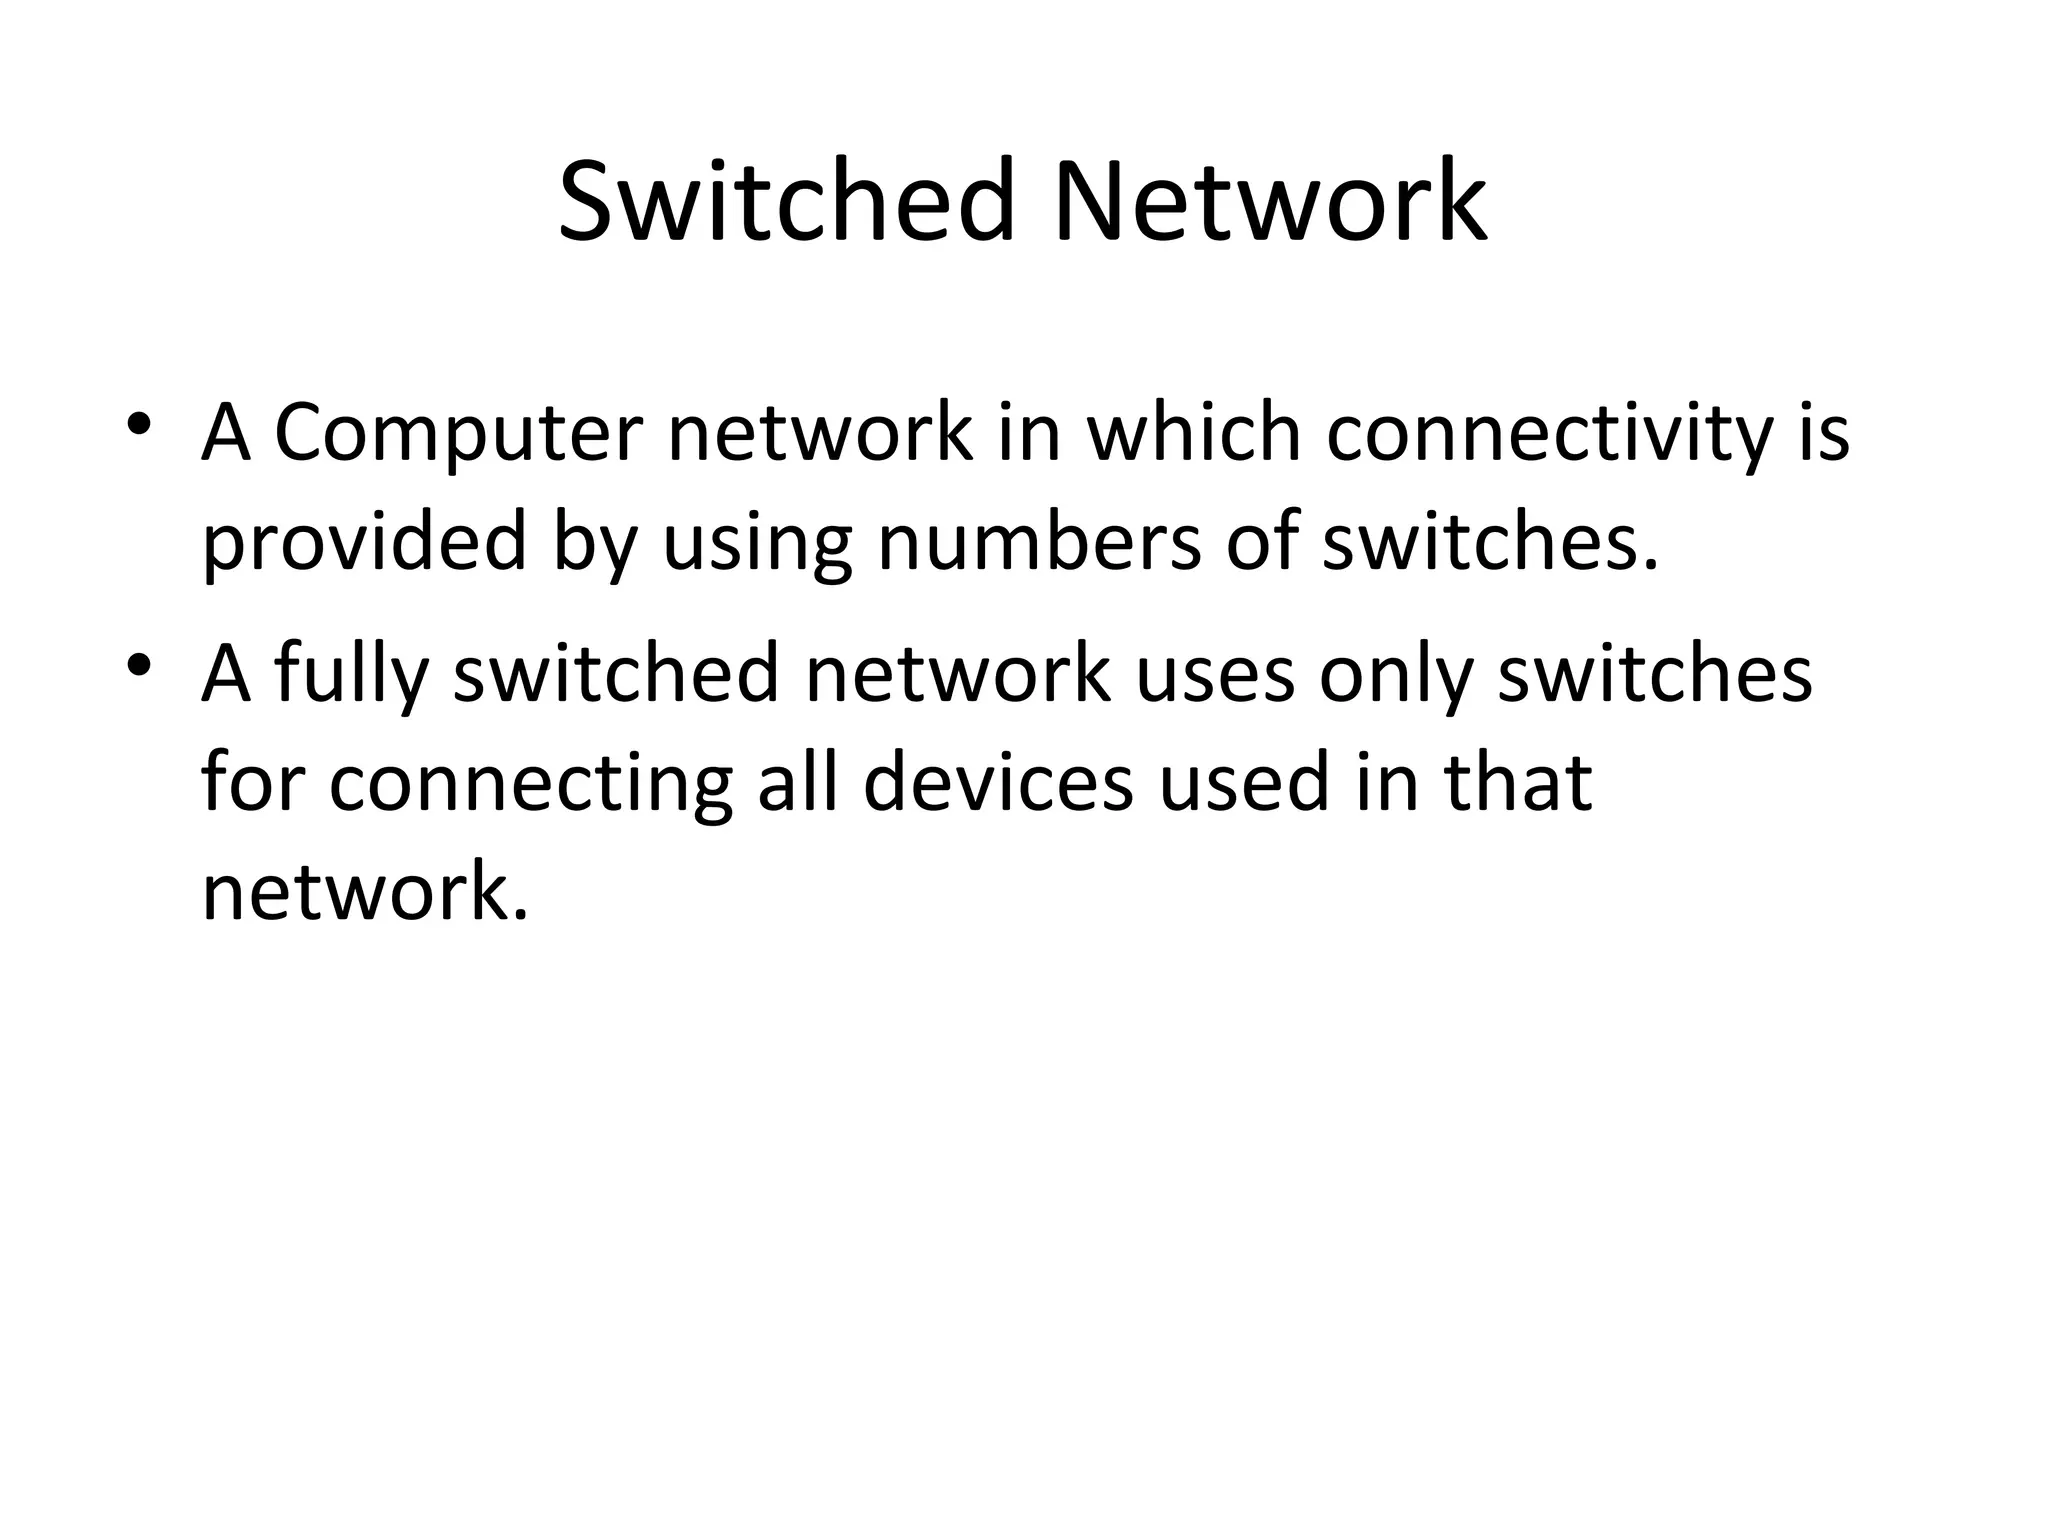 Switched Network
• A Computer network in which connectivity is
provided by using numbers of switches.
• A fully switched network uses only switches
for connecting all devices used in that
network.